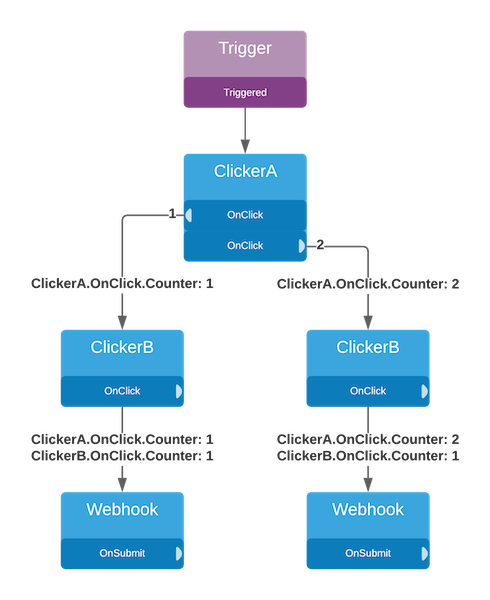 Trigger
Triggered
ClickerA
1
OnClick
OnClick
2
ClickerA.OnClick.Counter: 1
ClickerA.OnClick.Counter: 2
ClickerB
ClickerB
OnClick
OnClick
ClickerA.OnClick.Counter: 1
ClickerB.OnClick.Counter: 1
ClickerA.OnClick.Counter: 2
ClickerB.OnClick.Counter: 1
Webhook
Webhook
OnSubmit
OnSubmit